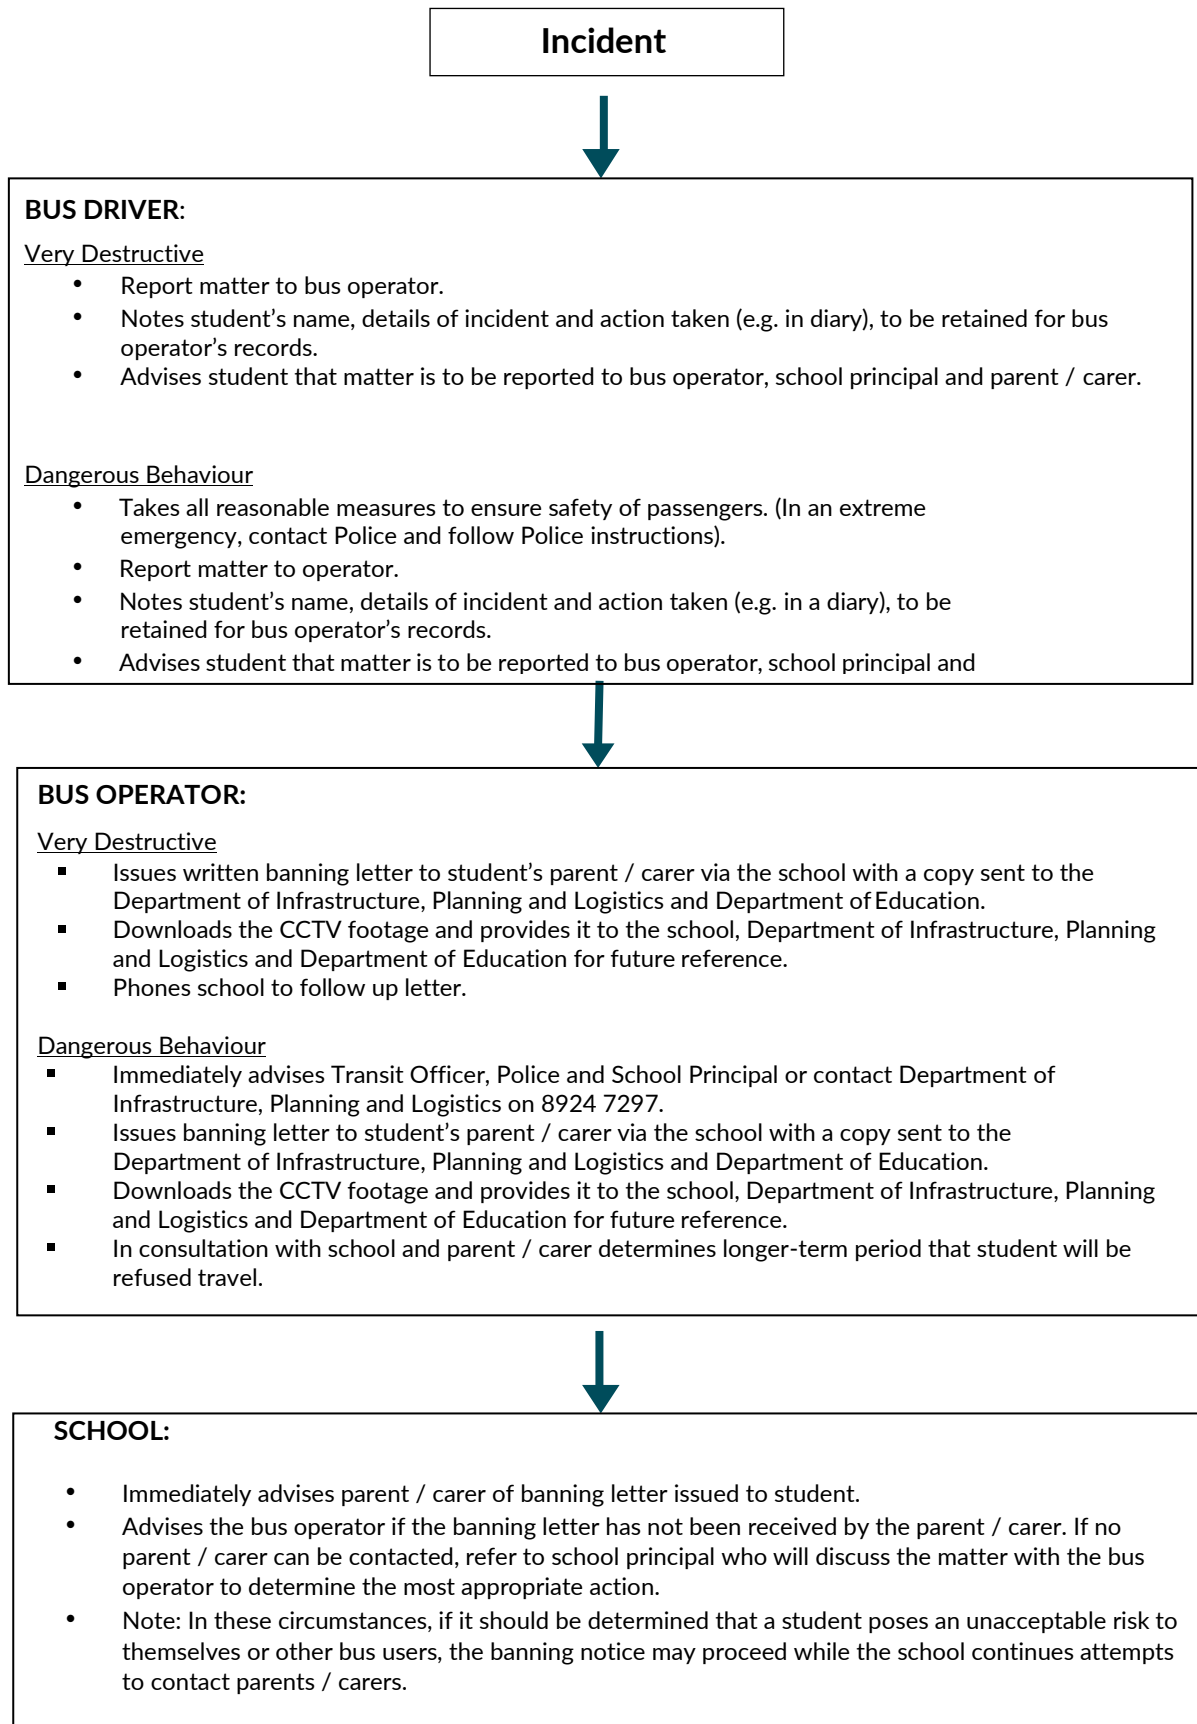 Incident
BUS DRIVER:
Very Destructive
• Report matter to bus operator.
• Notes student’s name, details of incident and action taken (e.g. in diary), to be retained for bus
operator’s records.
• Advises student that matter is to be reported to bus operator, school principal and parent / carer.
Dangerous Behaviour
• Takes all reasonable measures to ensure safety of passengers. (In an extreme
emergency, contact Police and follow Police instructions).
• Report matter to operator.
• Notes student’s name, details of incident and action taken (e.g. in a diary), to be
retained for bus operator’s records.
• Advises student that matter is to be reported to bus operator, school principal and
BUS OPERATOR:
Very Destructive
▪ Issues written banning letter to student’s parent / carer via the school with a copy sent to the
Department of Infrastructure, Planning and Logistics and Department of Education.
▪ Downloads the CCTV footage and provides it to the school, Department of Infrastructure, Planning
and Logistics and Department of Education for future reference.
▪ Phones school to follow up letter.
Dangerous Behaviour
▪ Immediately advises Transit Officer, Police and School Principal or contact Department of
Infrastructure, Planning and Logistics on 8924 7297.
▪ Issues banning letter to student’s parent / carer via the school with a copy sent to the
Department of Infrastructure, Planning and Logistics and Department of Education.
▪ Downloads the CCTV footage and provides it to the school, Department of Infrastructure, Planning
and Logistics and Department of Education for future reference.
▪ In consultation with school and parent / carer determines longer-term period that student will be
refused travel.
SCHOOL:
• Immediately advises parent / carer of banning letter issued to student.
• Advises the bus operator if the banning letter has not been received by the parent / carer. If no
parent / carer can be contacted, refer to school principal who will discuss the matter with the bus
operator to determine the most appropriate action.
• Note: In these circumstances, if it should be determined that a student poses an unacceptable risk to
themselves or other bus users, the banning notice may proceed while the school continues attempts
to contact parents / carers.